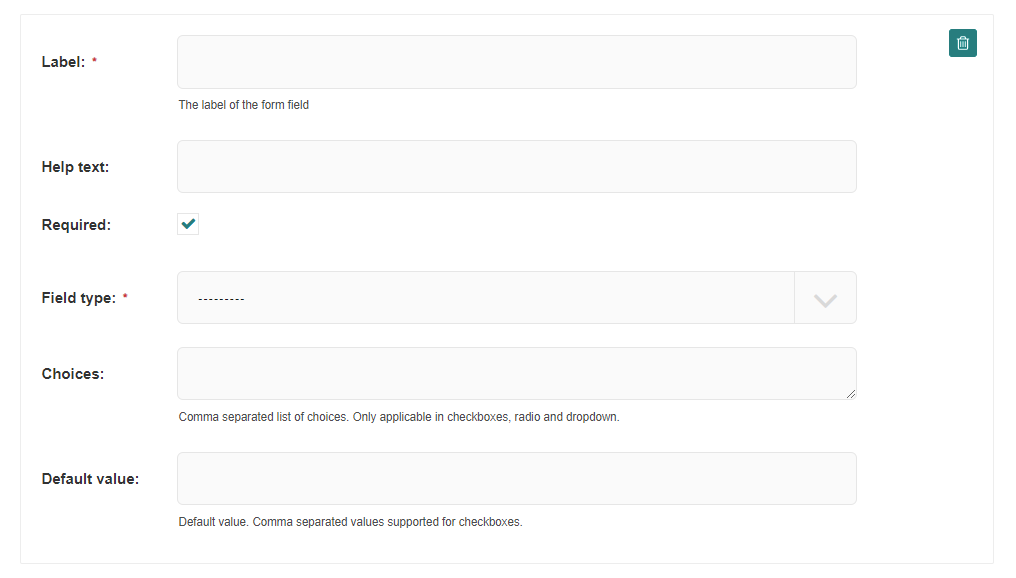 Label: *
The label of the form field
Help text:
Required:
Field type: *
---------
Choices:
Comma separated list of choices. Only applicable in checkboxes, radio and dropdown.
Default value:
Default value. Comma separated values supported for checkboxes.